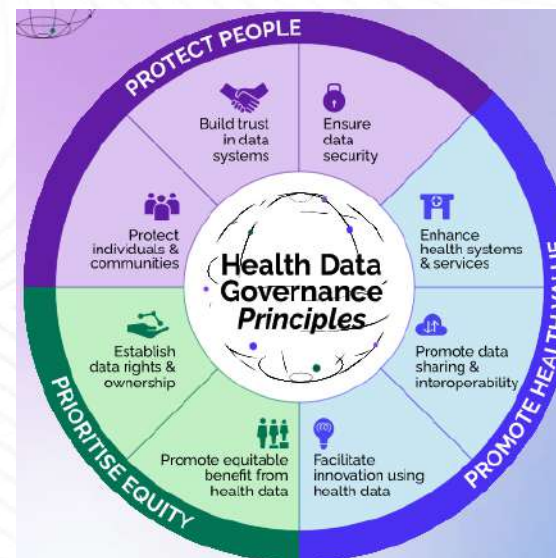 PROTECT PEOPLE
Build trust
in data
systems
Ensure
data
security
Protect
individuals &
communities
Enhance
health systems
& services
Health Data
Governance
Principles
Establish
data rights &
ownership
Promote data
sharing &
interoperability
Promote equitable
benefit from
health data
Facilitate
innovation using
health data
PRIORITISE EQUITY
PROMOTE HEALTH VALUE